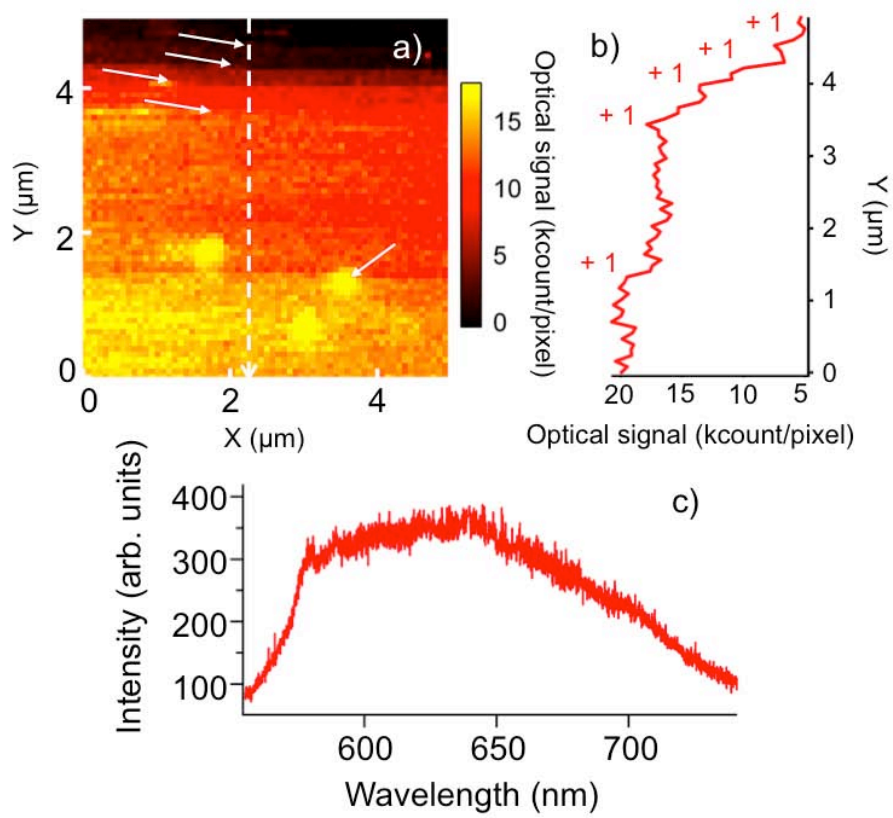 a)
Y (µm)
4
2
0
0 2 4
X (µm)
15
10
5
0
Optical signal (kcount/pixel)
b)
+ 1
+ 1
+ 1
+ 1
+ 1
4
3
2
1
0
Y (µm)
20 15 10 5
Optical signal (kcount/pixel)
c)
Intensity (arb. units)
400
300
200
100
600 650 700
Wavelength (nm)